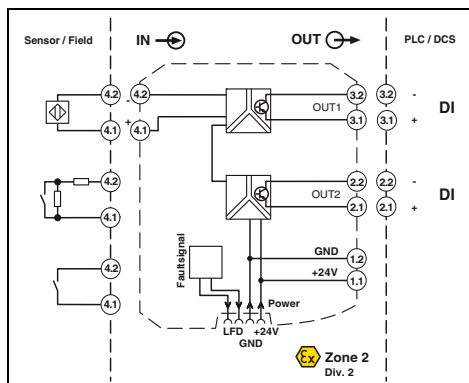 Sensor / Field IN OUT PLC / DCS
4.2 - 4.2 3.2 3.2 -
OUT1 DI
4.1 + 4.1 3.1 3.1 +
4.2 2.2 2.2 -
OUT2 DI
4.1 2.1 2.1 +
Faultsignal
4.2 GND 1.2
+24V 1.1
4.1 Power
LFD +24V
GND
Ex Zone 2
Div. 2